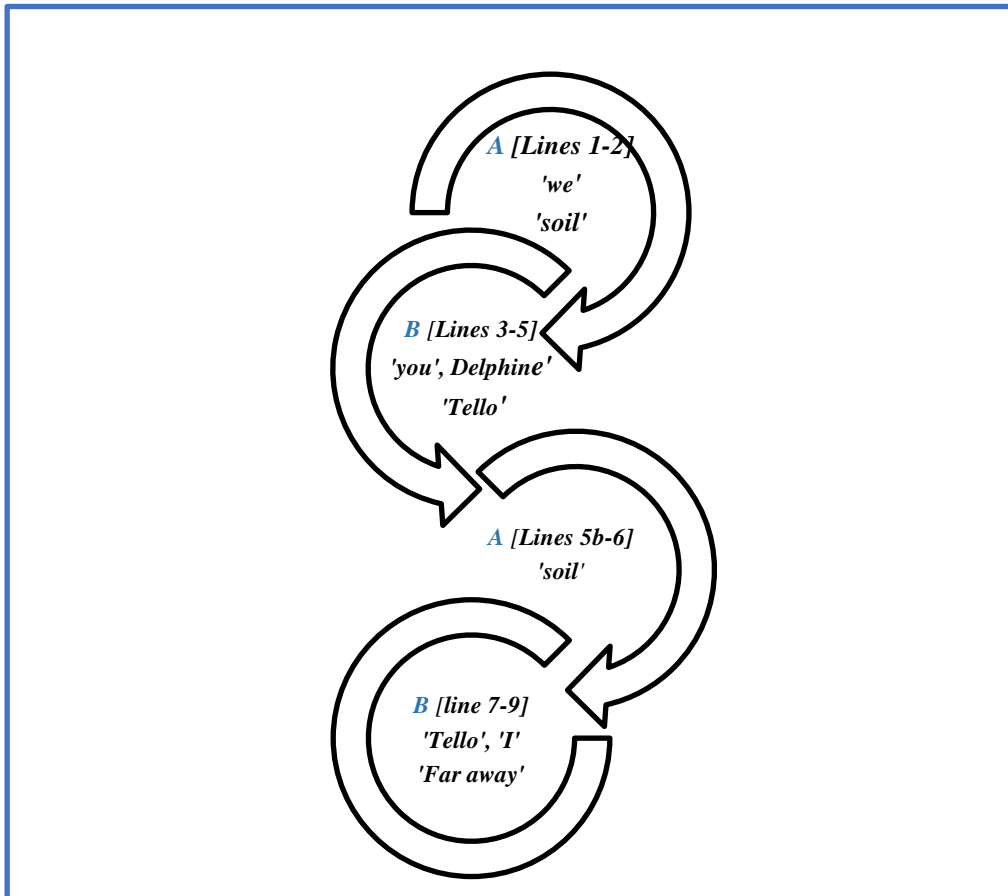 A [Lines 1-2]
'we'
'soil'
B [Lines 3-5]
'you', Delphine'
'Tello'
A [Lines 5b-6]
'soil'
B [line 7-9]
'Tello', 'I'
'Far away'